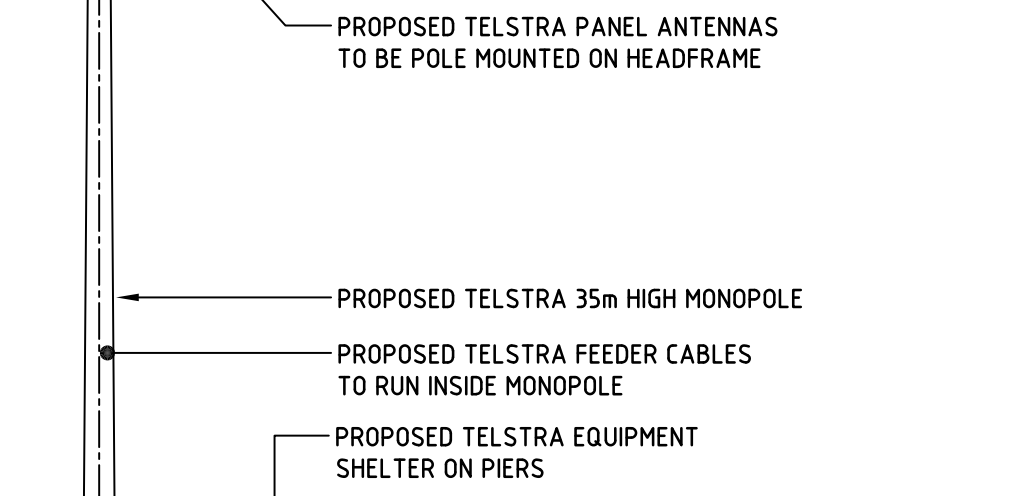 PROPOSED TELSTRA PANEL ANTENNAS
TO BE POLE MOUNTED ON HEADFRAME
PROPOSED TELSTRA 35m HIGH MONOPOLE
PROPOSED TELSTRA FEEDER CABLES
TO RUN INSIDE MONOPOLE
PROPOSED TELSTRA EQUIPMENT
SHELTER ON PIERS